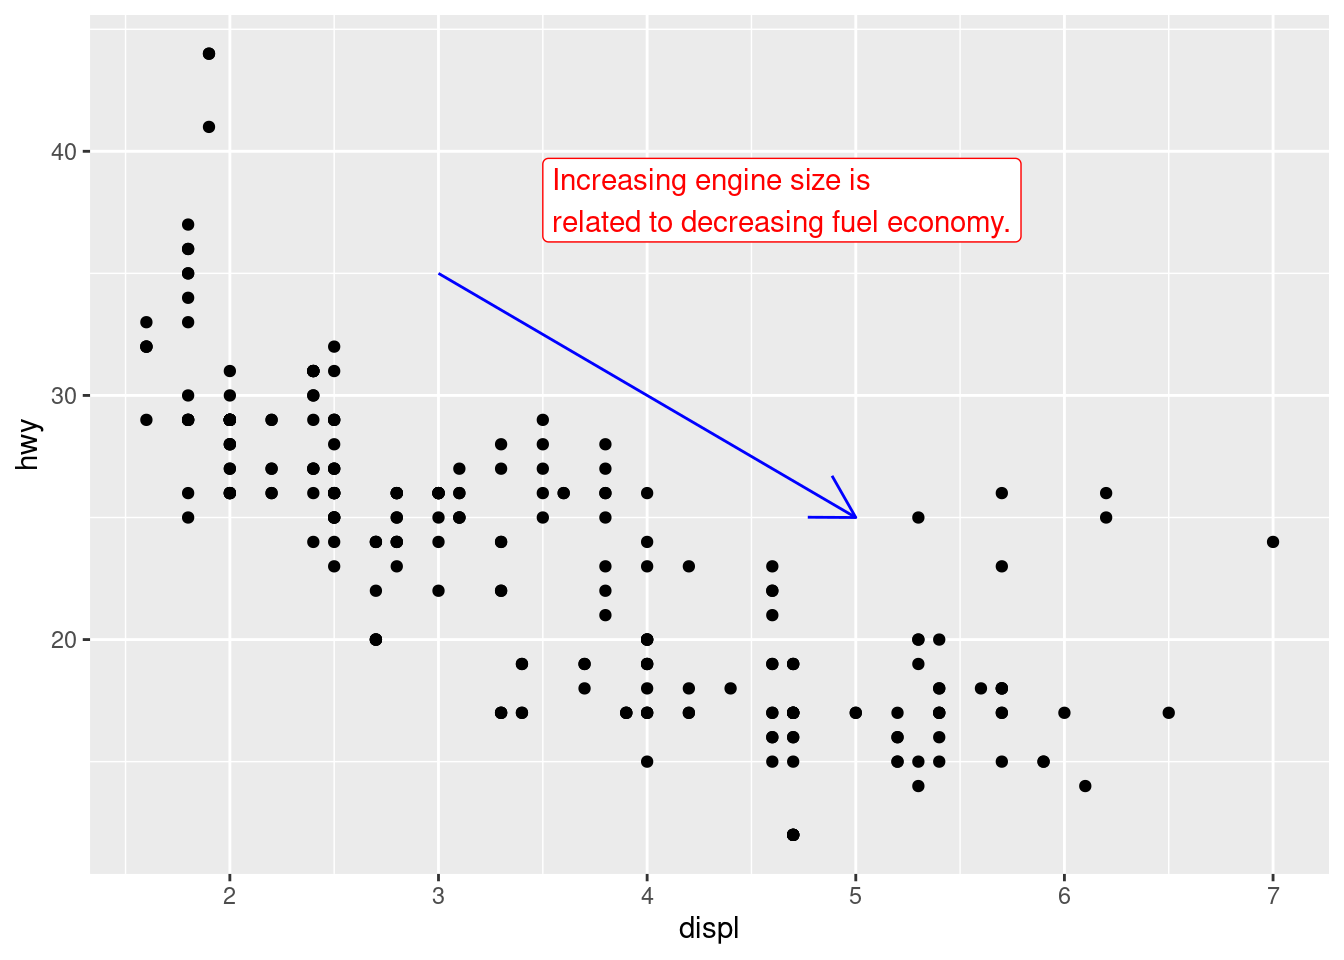 40
30
20
hwy
Increasing engine size is
related to decreasing fuel economy.
2 3 4 5 6 7
displ